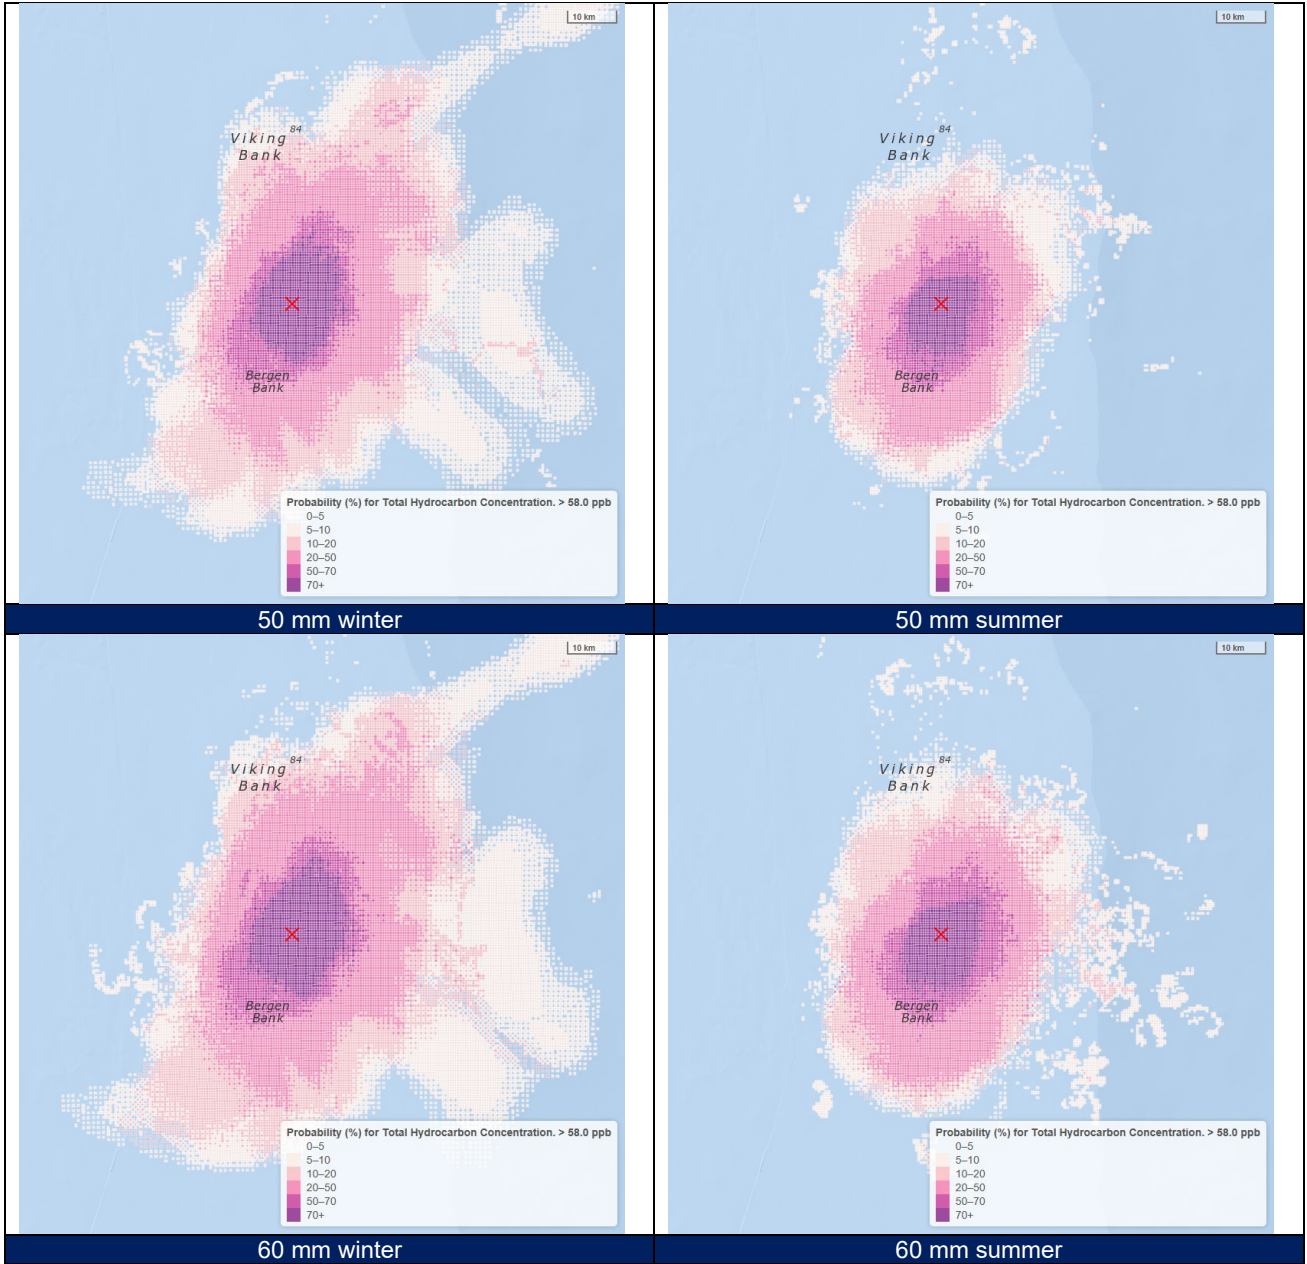 10 km
84
Viking
Bank
Bergen
Bank
Probability (%) for Total Hydrocarbon Concentration. > 58.0 ppb
0–5
5–10
10–20
20–50
50–70
70+
50 mm winter
10 km
84
Viking
Bank
Bergen
Bank
Probability (%) for Total Hydrocarbon Concentration. > 58.0 ppb
0–5
5–10
10–20
20–50
50–70
70+
50 mm summer
10 km
84
Viking
Bank
Bergen
Bank
Probability (%) for Total Hydrocarbon Concentration. > 58.0 ppb
0–5
5–10
10–20
20–50
50–70
70+
60 mm winter
10 km
84
Viking
Bank
Bergen
Bank
Probability (%) for Total Hydrocarbon Concentration. > 58.0 ppb
0–5
5–10
10–20
20–50
50–70
70+
60 mm summer